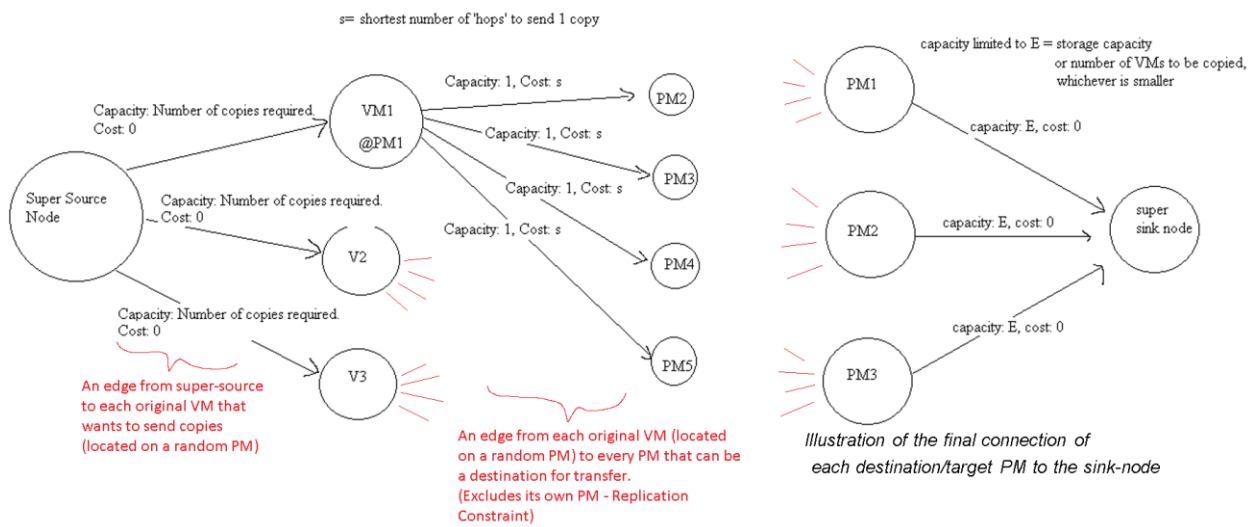 s= shortest number of 'hops' to send 1 copy
Capacity: Number of copies required.
Cost: 0
Super Source
Node
VM1
@PM1
Capacity: 1, Cost: s
PM2
Capacity: 1, Cost: s
PM3
Capacity: 1, Cost: s
PM4
Capacity: 1, Cost: s
PM5
Capacity: Number of copies required.
Cost: 0
V2
Capacity: Number of copies required.
Cost: 0
V3
An edge from super-source
to each original VM that
wants to send copies
(located on a random PM)
An edge from each original VM (located
on a random PM) to every PM that can be
a destination for transfer.
(Excludes its own PM - Replication
Constraint)
capacity limited to E = storage capacity
or number of VMs to be copied,
whichever is smaller
PM1
capacity: E, cost: 0
PM2
capacity: E, cost: 0
super
sink node
PM3
capacity: E, cost: 0
Illustration of the final connection of
each destination/target PM to the sink-node